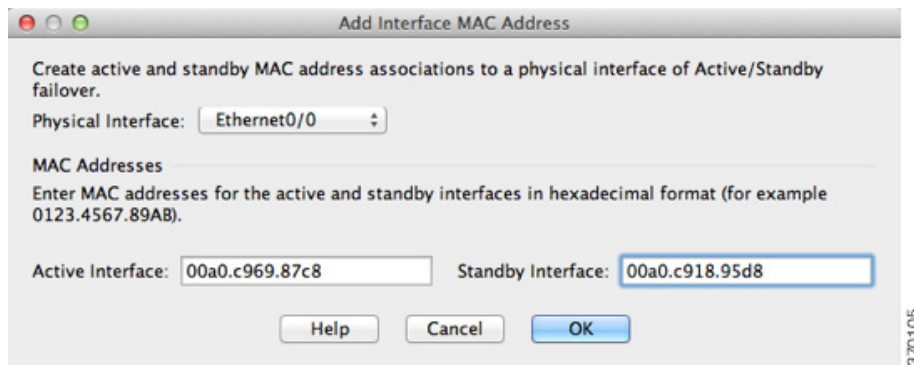 Add Interface MAC Address
Create active and standby MAC address associations to a physical interface of Active/Standby
failover.
Physical Interface: Ethernet0/0
MAC Addresses
Enter MAC addresses for the active and standby interfaces in hexadecimal format (for example
0123.4567.89AB).
Active Interface: 00a0.c969.87c8 Standby Interface: 00a0.c918.95d8
Help Cancel OK
370105